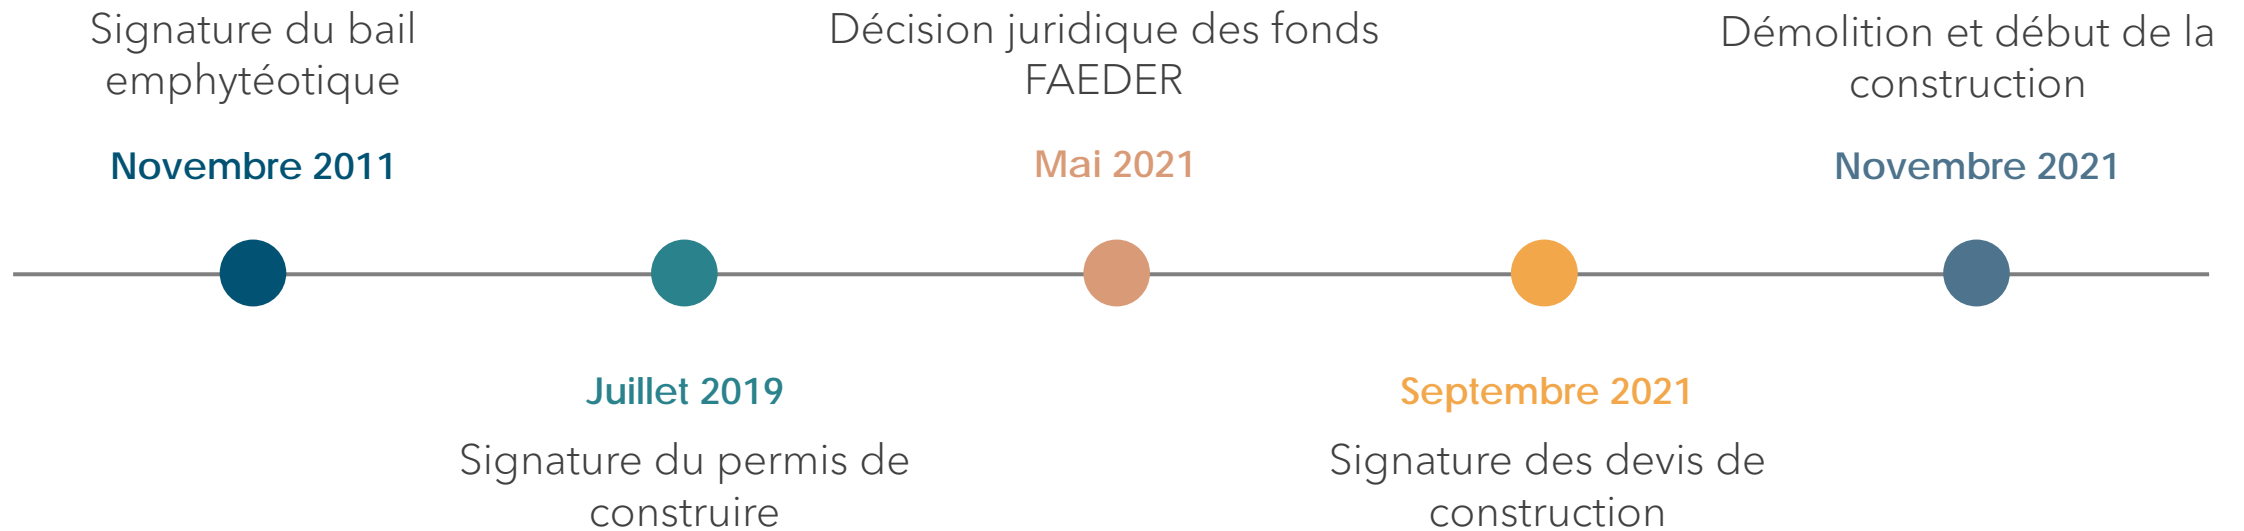 Signature du bail
emphytéotique
Novembre 2011
Juillet 2019
Signature du permis de
construire
Décision juridique des fonds
FAEDER
Mai 2021
Septembre 2021
Signature des devis de
construction
Démolition et début de la
construction
Novembre 2021